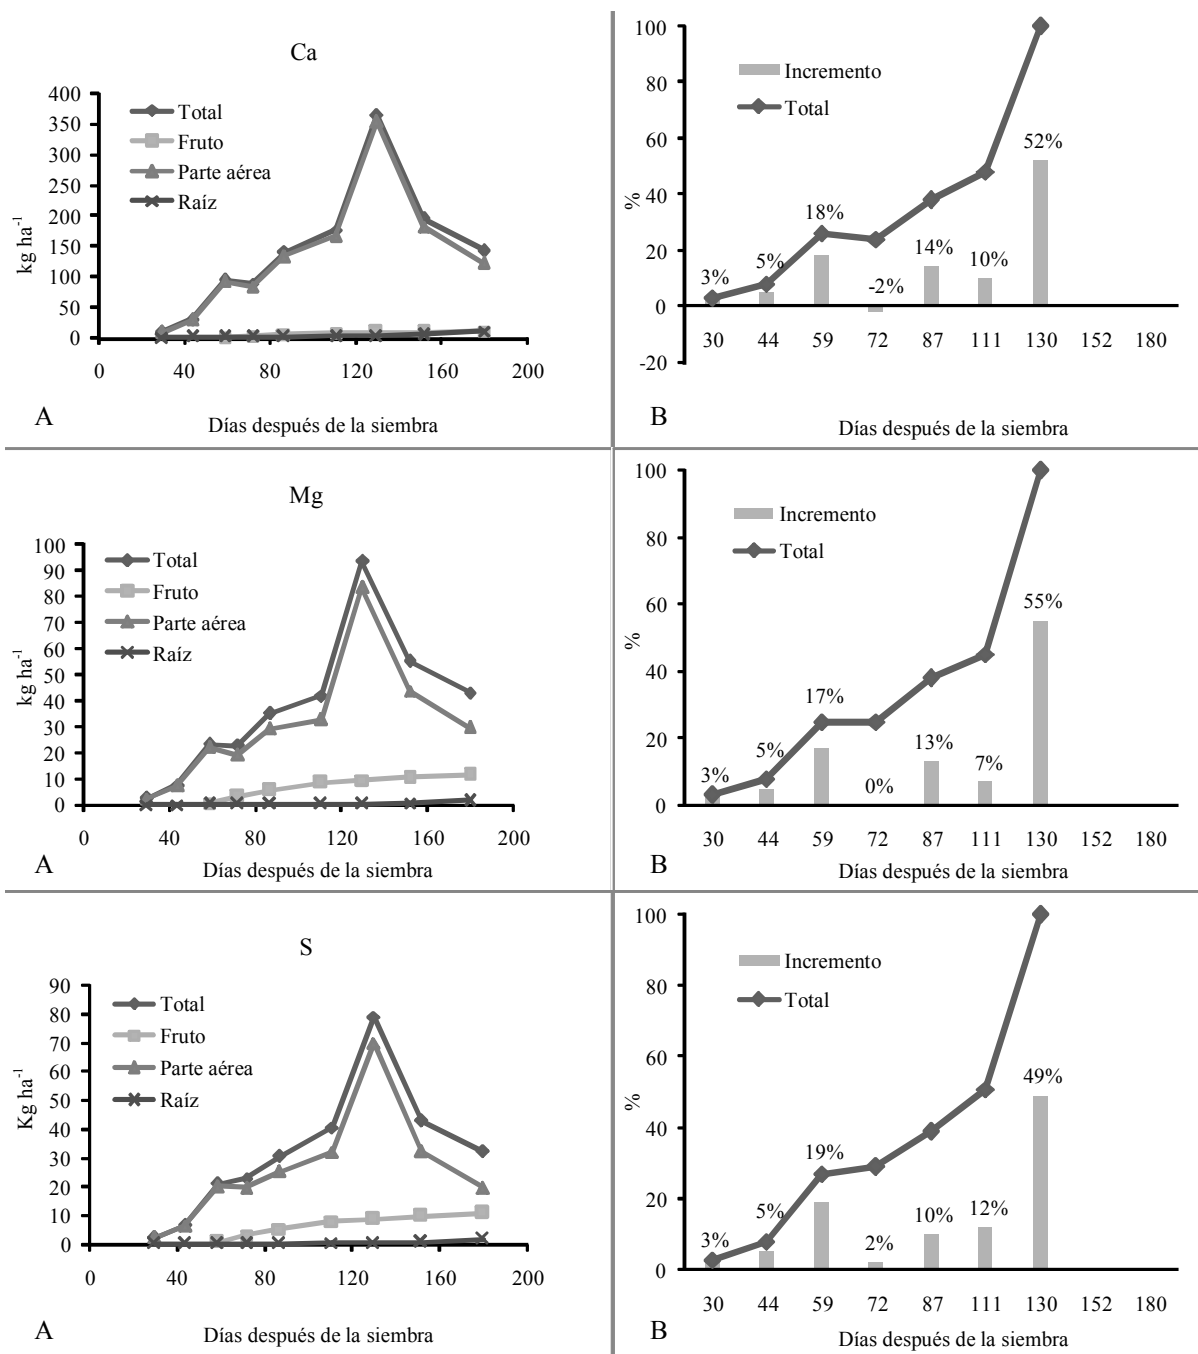 Ca
400
350
300
250
200
150
100
50
0
kg ha-1
Total
Fruto
Parte aérea
Raíz
0 40 80 120 160 200
A
Días después de la siembra
100
80
60
40
20
0
-20
%
Incremento
Total
3% 5% 18% -2% 14% 10% 52%
30 44 59 72 87 111 130 152 180
B
Días después de la siembra
Mg
100
90
80
70
60
50
40
30
20
10
0
kg ha-1
Total
Fruto
Parte aérea
Raíz
0 40 80 120 160 200
A
Días después de la siembra
100
80
60
40
20
0
%
Incremento
Total
3% 5% 17% 0% 13% 7% 55%
30 44 59 72 87 111 130 152 180
B
Días después de la siembra
S
90
80
70
60
50
40
30
20
10
0
Kg ha-1
Total
Fruto
Parte aérea
Raíz
0 40 80 120 160 200
A
Días después de la siembra
100
80
60
40
20
0
%
Incremento
Total
3% 5% 19% 2% 10% 12% 49%
30 44 59 72 87 111 130 152 180
B
Días después de la siembra